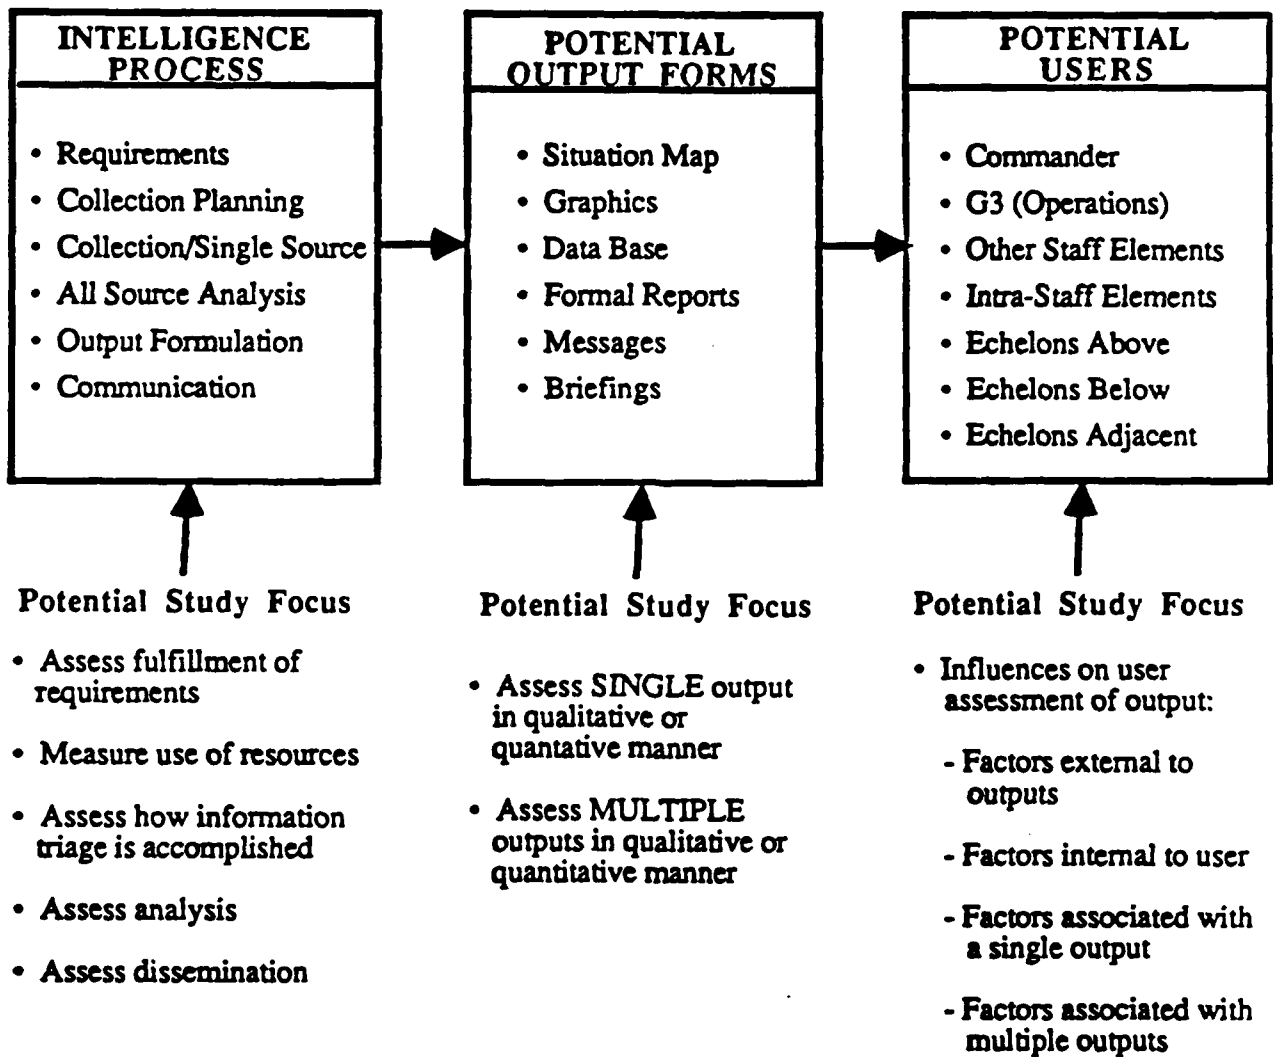 INTELLIGENCE
PROCESS
• Requirements
• Collection Planning
• Collection/Single Source
• All Source Analysis
• Output Formulation
• Communication
POTENTIAL
OUTPUT FORMS
• Situation Map
• Graphics
• Data Base
• Formal Reports
• Messages
• Briefings
POTENTIAL
USERS
• Commander
• G3 (Operations)
• Other Staff Elements
• Intra-Staff Elements
• Echelons Above
• Echelons Below
• Echelons Adjacent
Potential Study Focus
• Assess fulfillment of
requirements
• Measure use of resources
• Assess how information
triage is accomplished
• Assess analysis
• Assess dissemination
Potential Study Focus
• Assess SINGLE output
in qualitative or
quantative manner
• Assess MULTIPLE
outputs in qualitative or
quantitative manner
Potential Study Focus
• Influences on user
assessment of output:
- Factors external to
outputs
- Factors internal to user
- Factors associated with
a single output
- Factors associated with
multiple outputs